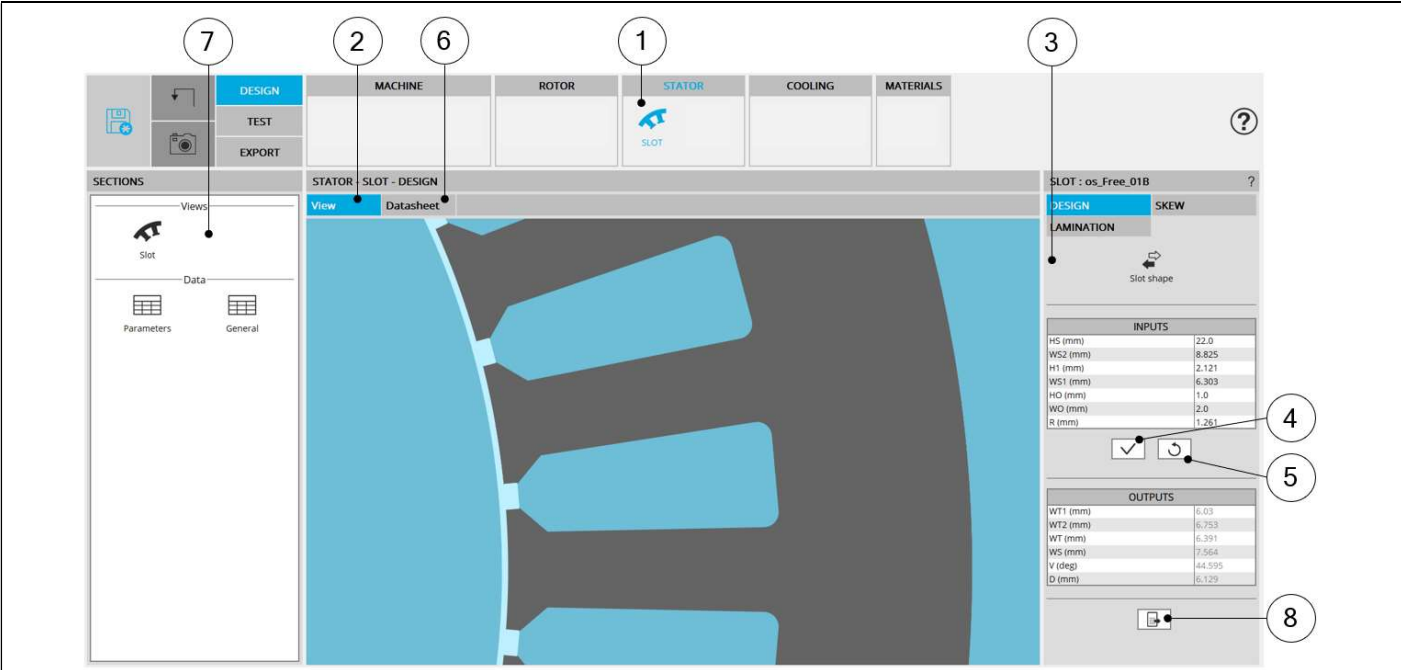 7
2
6
1
3
DESIGN
TEST
EXPORT
MACHINE
ROTOR
STATOR
SLOT
COOLING
MATERIALS
?
SECTIONS
Views
Slot
Data
Parameters
General
STATOR - SLOT - DESIGN
View
Datasheet
SLOT : os_Free_01B
?
DESIGN
SKEW
LAMINATION
Slot shape
INPUTS
HS (mm) 22.0
WS2 (mm) 8.825
H1 (mm) 2.121
WS1 (mm) 6.303
HO (mm) 1.0
WO (mm) 2.0
R (mm) 1.261
4
5
OUTPUTS
WT1 (mm) 6.03
WT2 (mm) 6.753
WT (mm) 6.391
WS (mm) 7.564
V (deg) 44.595
D (mm) 6.129
8